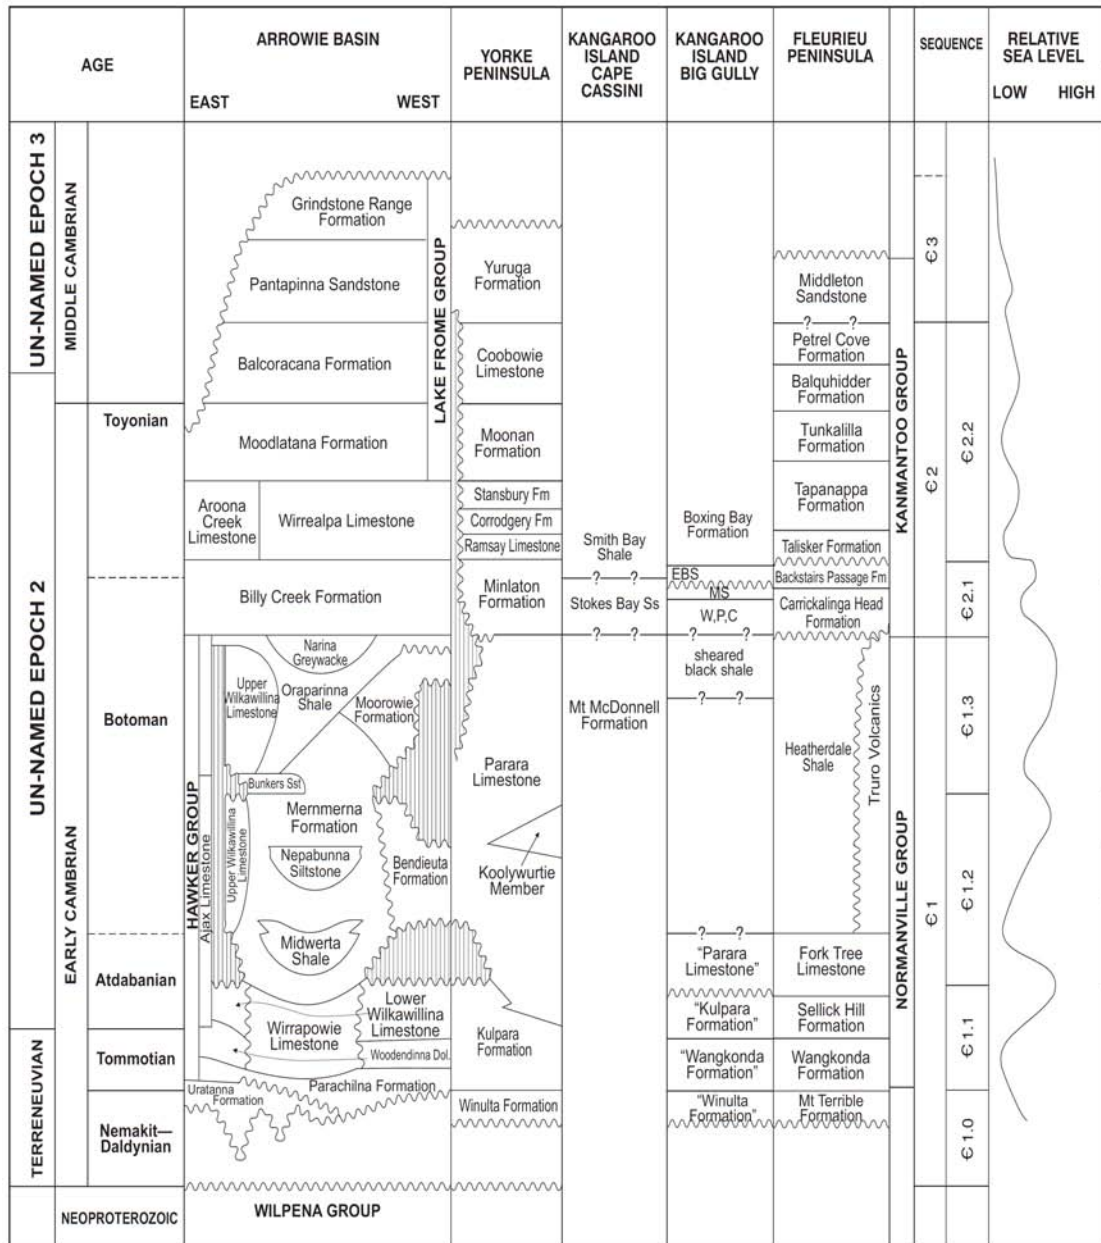 AGE
ARROWIE BASIN
EAST
WEST
YORKE
PENINSULA
KANGAROO
ISLAND
CAPE
CASSINI
KANGAROO
ISLAND
BIG GULLY
FLEURIEU
PENINSULA
SEQUENCE
RELATIVE
SEA LEVEL
LOW
HIGH
UN-NAMED EPOCH 3
UN-NAMED EPOCH 2
TERRENEUVIAN
MIDDLE CAMBRIAN
EARLY CAMBRIAN
NEOPROTEROZOIC
Toyonian
Botoman
Atdabanian
Tommotian
Nemakit—
Daldynian
Grindstone Range
Formation
Pantapinna Sandstone
Balcoracana Formation
Moodlatana Formation
LAKE FROME GROUP
Aroona
Creek
Limestone
Wirrealpa Limestone
Billy Creek Formation
HAWKER GROUP
Ajax Limestone
Narina
Greywacke
Upper
Wilkawillina
Limestone
Oraparinna
Shale
Moorowie
Formation
Bunkers Sst
Upper Wilkawillina
Limestone
Mernmerna
Formation
Nepabunna
Siltstone
Bendieuta
Formation
Midwerta
Shale
Lower
Wilkawillina
Limestone
Wirrapowie
Limestone
Woodendinna Dol.
Parachilna Formation
Uratanna
Formation
WILPENA GROUP
Yuruga
Formation
Coobowie
Limestone
Moonan
Formation
Stansbury Fm
Corrodgery Fm
Ramsay Limestone
Minlaton
Formation
Parara
Limestone
Koolywurtie
Member
Kulpara
Formation
Winulta Formation
Smith Bay
Shale
? ?
Stokes Bay Ss
? ?
Mt McDonnell
Formation
Boxing Bay
Formation
EBS
MS
W,P,C
? ?
sheared
black shale
? ?
? ?
"Parara
Limestone"
"Kulpara
Formation"
"Wangkonda
Formation"
"Winulta
Formation"
Middleton
Sandstone
? ?
Petrel Cove
Formation
Balquhidder
Formation
Tunkalilla
Formation
Tapanappa
Formation
Talisker Formation
Backstairs Passage Fm
Carrickalinga Head
Formation
Heatherdale
Shale
Truro Volcanics
Fork Tree
Limestone
Sellick Hill
Formation
Wangkonda
Formation
Mt Terrible
Formation
KANMANTOO GROUP
NORMANVILLE GROUP
Є3
Є2
Є1
Є2.2
Є2.1
Є1.3
Є1.2
Є1.1
Є1.0